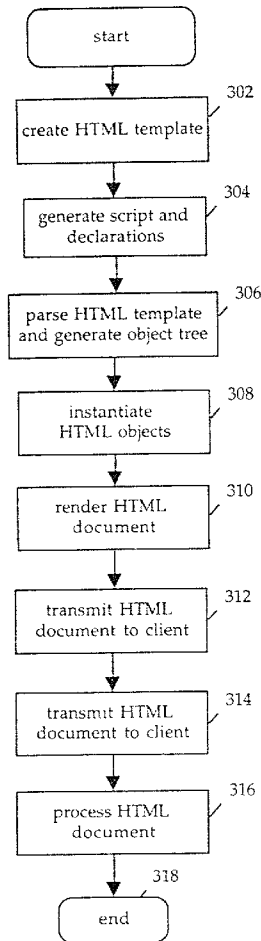 start
302
create HTML template
304
generate script and
declarations
306
parse HTML template
and generate object tree
308
instantiate
HTML objects
310
render HTML
document
312
transmit HTML
document to client
314
transmit HTML
document to client
316
process HTML
document
318
end